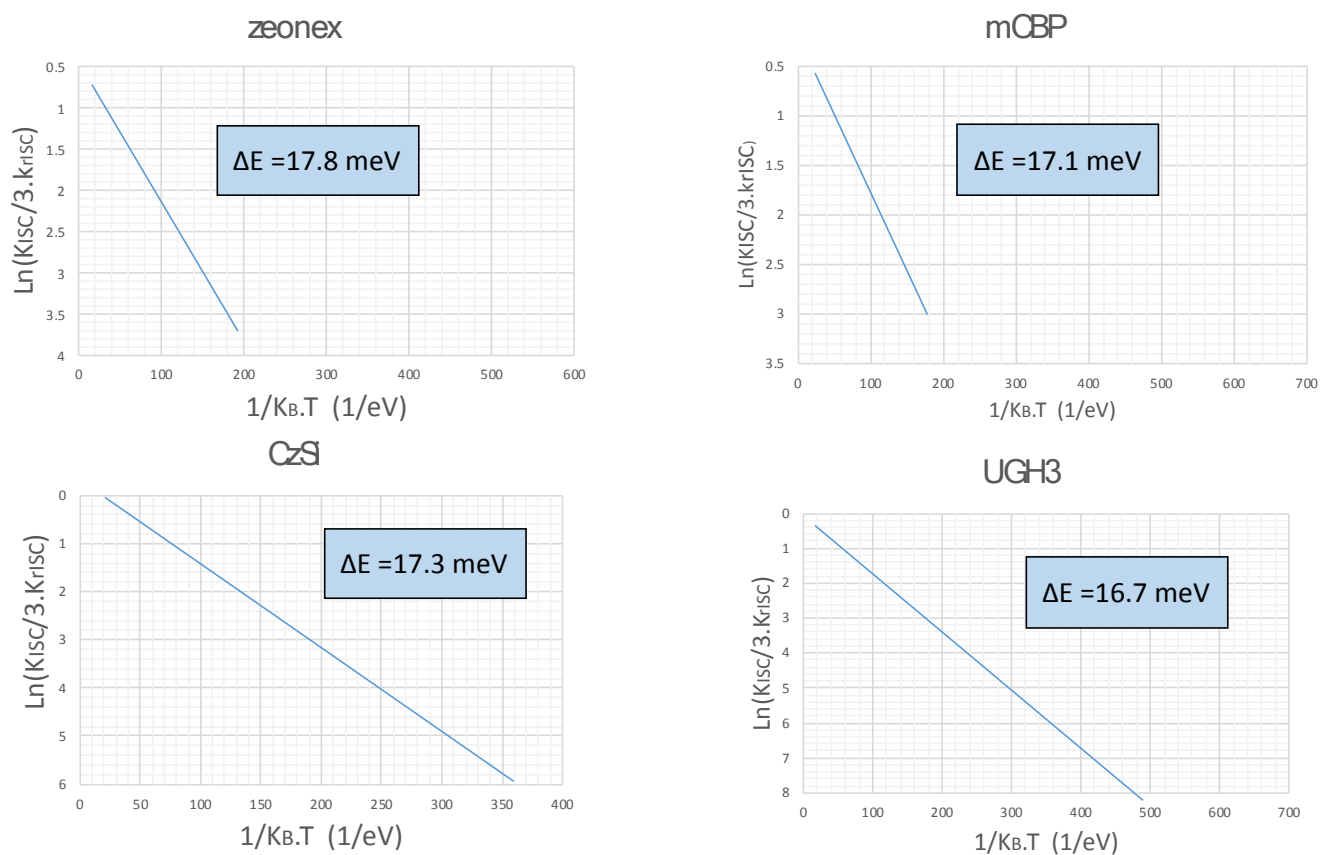 zeonex
0.5
1
1.5
2
2.5
3
3.5
4
0 100 200 300 400 500 600
Ln(KISC/3.krISC)
1/KB.T (1/eV)
ΔE =17.8 meV
mCBP
0.5
1
1.5
2
2.5
3
3.5
0 100 200 300 400 500 600 700
Ln(KISC/3.krISC)
1/KB.T (1/eV)
ΔE =17.1 meV
CzSi
0
1
2
3
4
5
6
0 50 100 150 200 250 300 350 400
Ln(KISC/3.KrISC)
1/KB.T (1/eV)
ΔE =17.3 meV
UGH3
0
1
2
3
4
5
6
7
8
0 100 200 300 400 500 600 700
Ln(KISC/3.KrISC)
1/KB.T (1/eV)
ΔE =16.7 meV